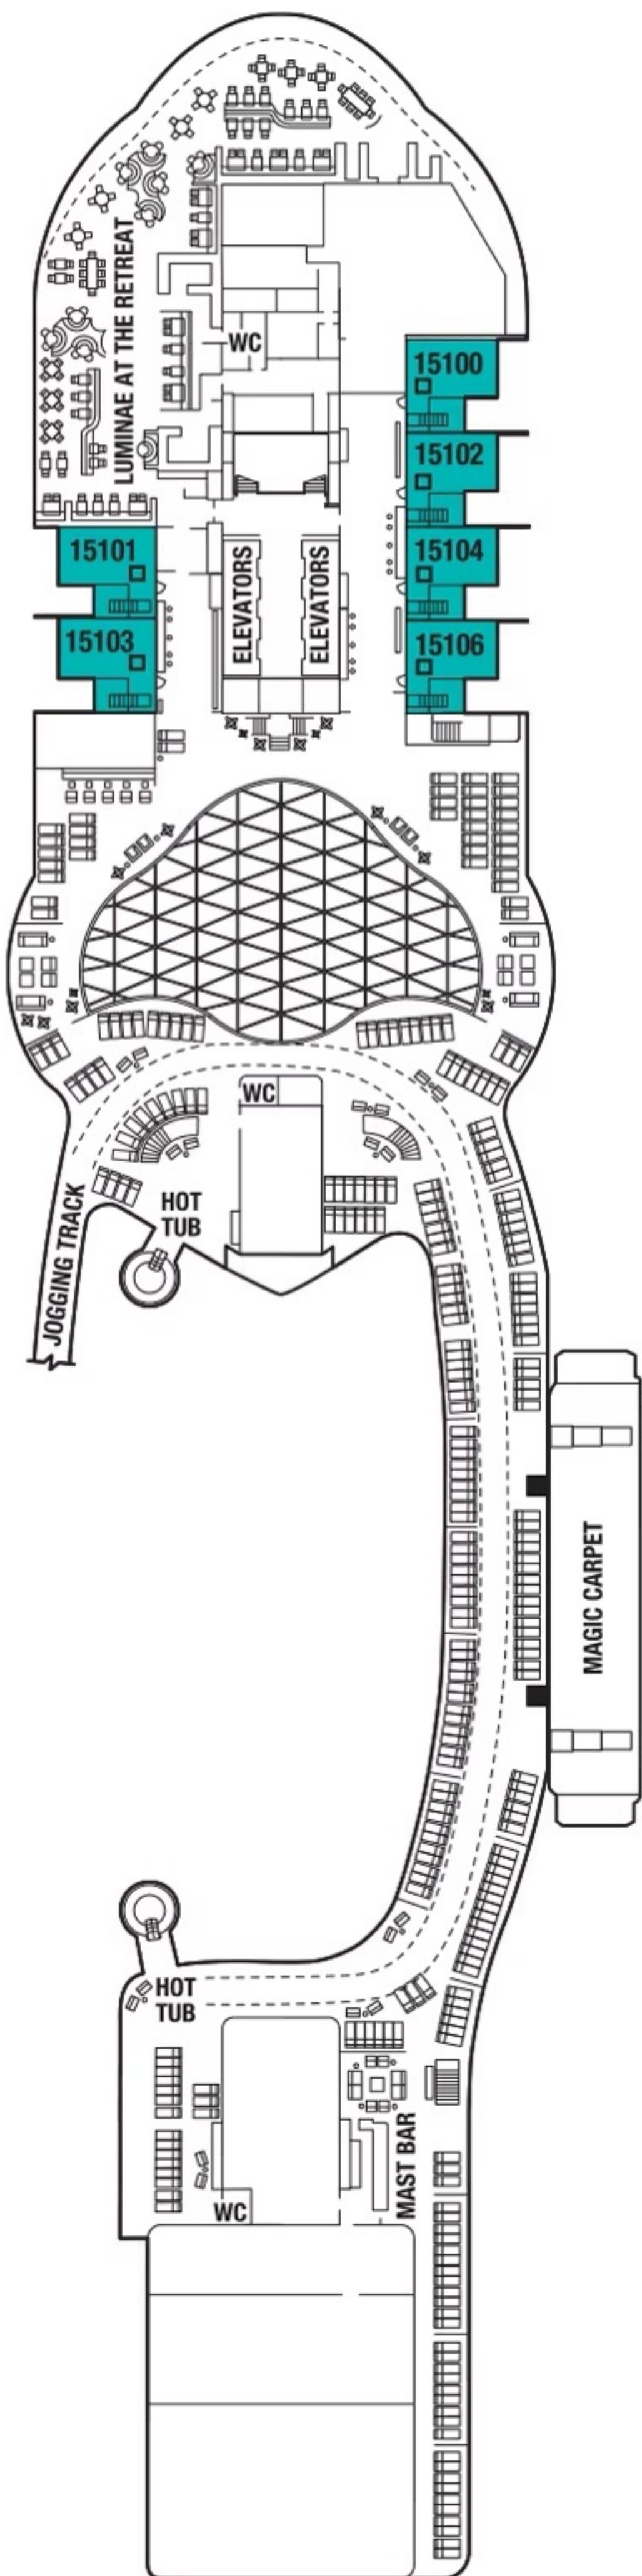 LUMINAE AT THE RETREAT
WC
15100
15102
15101
15104
15103
15106
ELEVATORS
ELEVATORS
WC
HOT
TUB
JOGGING TRACK
MAGIC CARPET
HOT
TUB
MAST BAR
WC